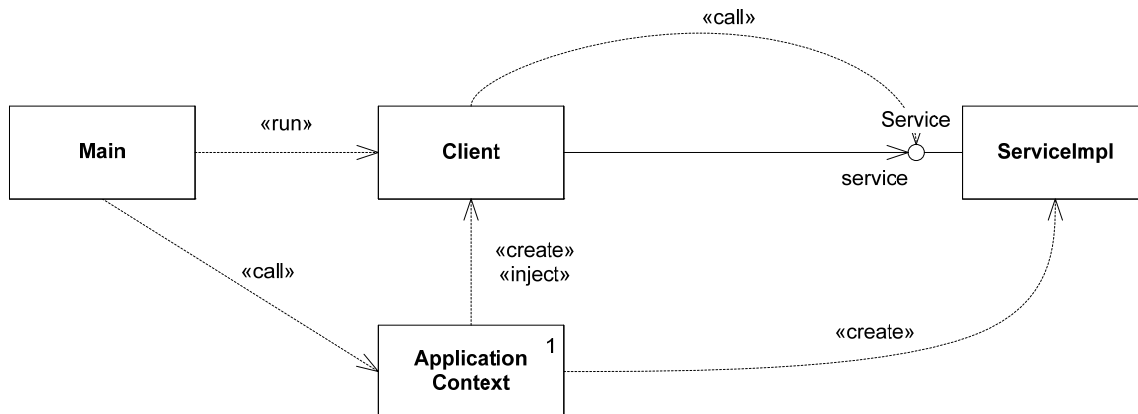 «call»
«run»
Service
Main
Client
ServiceImpl
service
«create»
«inject»
«call»
«create»
1
Application
Context